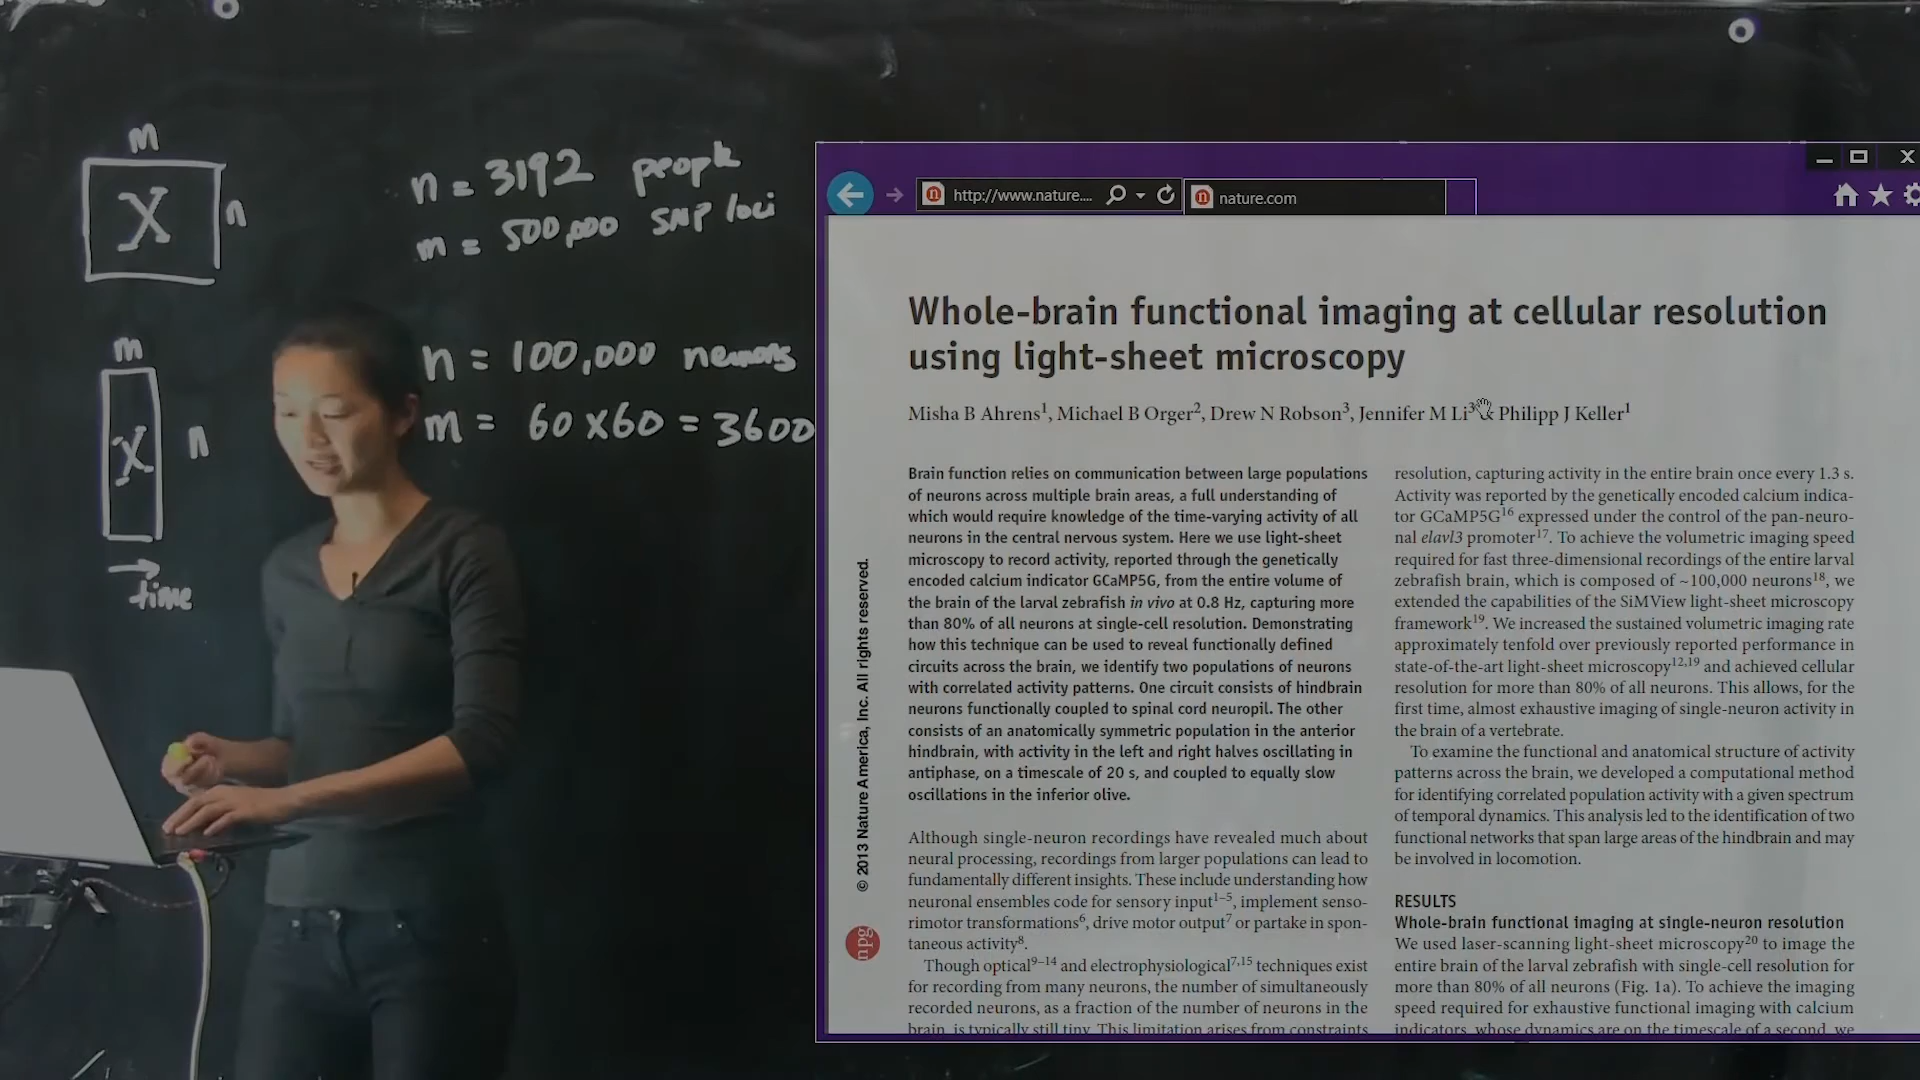 m
X n
n = 3192 people
m = 500,000 SNP loci
m
X n
→
time
n = 100,000 neurons
m = 60 x 60 = 3600
http://www.nature....
nature.com
Whole-brain functional imaging at cellular resolution
using light-sheet microscopy
Misha B Ahrens1, Michael B Orger2, Drew N Robson3, Jennifer M Li3 & Philipp J Keller1
Brain function relies on communication between large populations
of neurons across multiple brain areas, a full understanding of
which would require knowledge of the time-varying activity of all
neurons in the central nervous system. Here we use light-sheet
microscopy to record activity, reported through the genetically
encoded calcium indicator GCaMP5G, from the entire volume of
the brain of the larval zebrafish in vivo at 0.8 Hz, capturing more
than 80% of all neurons at single-cell resolution. Demonstrating
how this technique can be used to reveal functionally defined
circuits across the brain, we identify two populations of neurons
with correlated activity patterns. One circuit consists of hindbrain
neurons functionally coupled to spinal cord neuropil. The other
consists of an anatomically symmetric population in the anterior
hindbrain, with activity in the left and right halves oscillating in
antiphase, on a timescale of 20 s, and coupled to equally slow
oscillations in the inferior olive.
Although single-neuron recordings have revealed much about
neural processing, recordings from larger populations can lead to
fundamentally different insights. These include understanding how
neuronal ensembles code for sensory input1–5, implement senso-
rimotor transformations6, drive motor output7 or partake in spon-
taneous activity8.
Though optical9–14 and electrophysiological7,15 techniques exist
for recording from many neurons, the number of simultaneously
recorded neurons, as a fraction of the number of neurons in the
brain, is typically still tiny. This limitation arises from constraints
resolution, capturing activity in the entire brain once every 1.3 s.
Activity was reported by the genetically encoded calcium indica-
tor GCaMP5G16 expressed under the control of the pan-neuro-
nal elavl3 promoter17. To achieve the volumetric imaging speed
required for fast three-dimensional recordings of the entire larval
zebrafish brain, which is composed of ~100,000 neurons18, we
extended the capabilities of the SiMView light-sheet microscopy
framework19. We increased the sustained volumetric imaging rate
approximately tenfold over previously reported performance in
state-of-the-art light-sheet microscopy12,19 and achieved cellular
resolution for more than 80% of all neurons. This allows, for the
first time, almost exhaustive imaging of single-neuron activity in
the brain of a vertebrate.
To examine the functional and anatomical structure of activity
patterns across the brain, we developed a computational method
for identifying correlated population activity with a given spectrum
of temporal dynamics. This analysis led to the identification of two
functional networks that span large areas of the hindbrain and may
be involved in locomotion.
RESULTS
Whole-brain functional imaging at single-neuron resolution
We used laser-scanning light-sheet microscopy20 to image the
entire brain of the larval zebrafish with single-cell resolution for
more than 80% of all neurons (Fig. 1a). To achieve the imaging
speed required for exhaustive functional imaging with calcium
indicators, whose dynamics are on the timescale of a second, we
© 2013 Nature America, Inc. All rights reserved.
npg